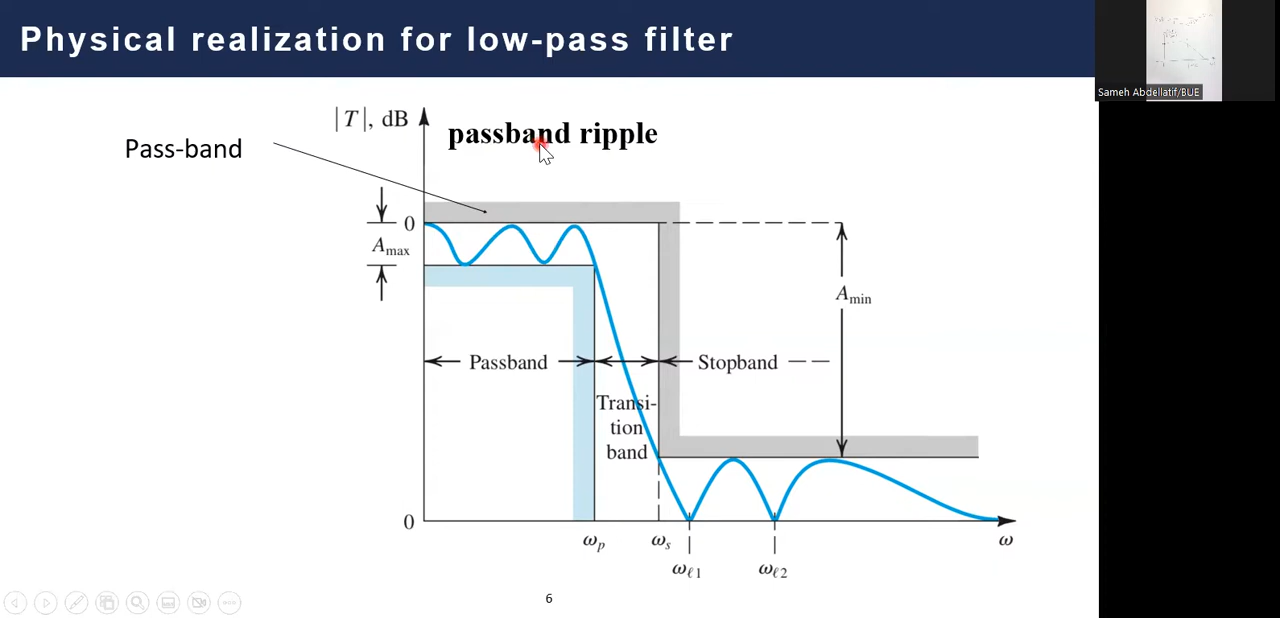 Physical realization for low-pass filter
Sameh Abdellatif/BUE
|T|, dB
passband ripple
Pass-band
0
A max
A min
Passband
Stopband
Transi-
tion
band
0
ωp
ωs
ω
ωℓ1
ωℓ2
6